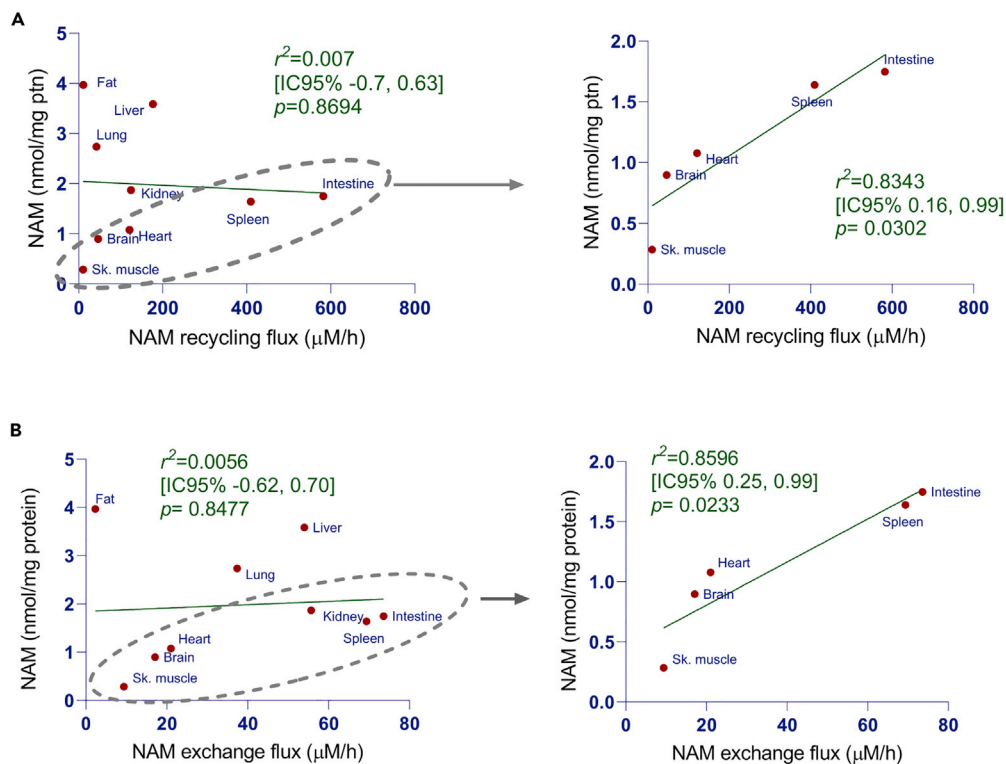 A
5
4
3
2
1
0
NAM (nmol/mg ptn)
r²=0.007
[IC95% -0.7, 0.63]
p=0.8694
Fat
Liver
Lung
Kidney
Intestine
Spleen
Brain
Heart
Sk. muscle
0 200 400 600 800
NAM recycling flux (μM/h)
2.0
1.5
1.0
0.5
0.0
NAM (nmol/mg ptn)
Intestine
Spleen
Heart
Brain
Sk. muscle
r²=0.8343
[IC95% 0.16, 0.99]
p= 0.0302
0 200 400 600 800
NAM recycling flux (μM/h)
B
5
4
3
2
1
0
NAM (nmol/mg protein)
r²=0.0056
[IC95% -0.62, 0.70]
p= 0.8477
Fat
Liver
Lung
Kidney
Intestine
Spleen
Heart
Brain
Sk. muscle
0 20 40 60 80
NAM exchange flux (μM/h)
2.0
1.5
1.0
0.5
0.0
NAM (nmol/mg protein)
r²=0.8596
[IC95% 0.25, 0.99]
p= 0.0233
Intestine
Spleen
Heart
Brain
Sk. muscle
0 20 40 60 80
NAM exchange flux (μM/h)